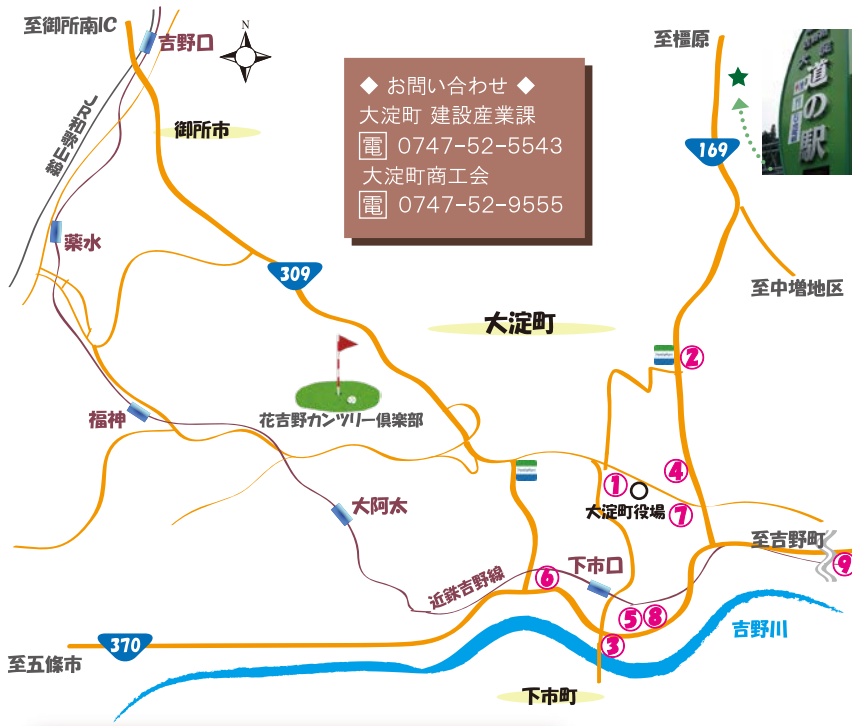 至御所南IC
吉野口
N
至橿原
JR和歌山線
御所市
◆ お問い合わせ ◆
大淀町 建設産業課
電 0747-52-5543
大淀町商工会
電 0747-52-9555
道の駅
169
薬水
309
至中増地区
大淀町
②
花吉野カンツリー倶楽部
福神
④
①
大淀町役場
⑦
大阿太
至吉野町
⑨
下市口
⑥
近鉄吉野線
⑤⑧
吉野川
③
370
至五條市
下市町